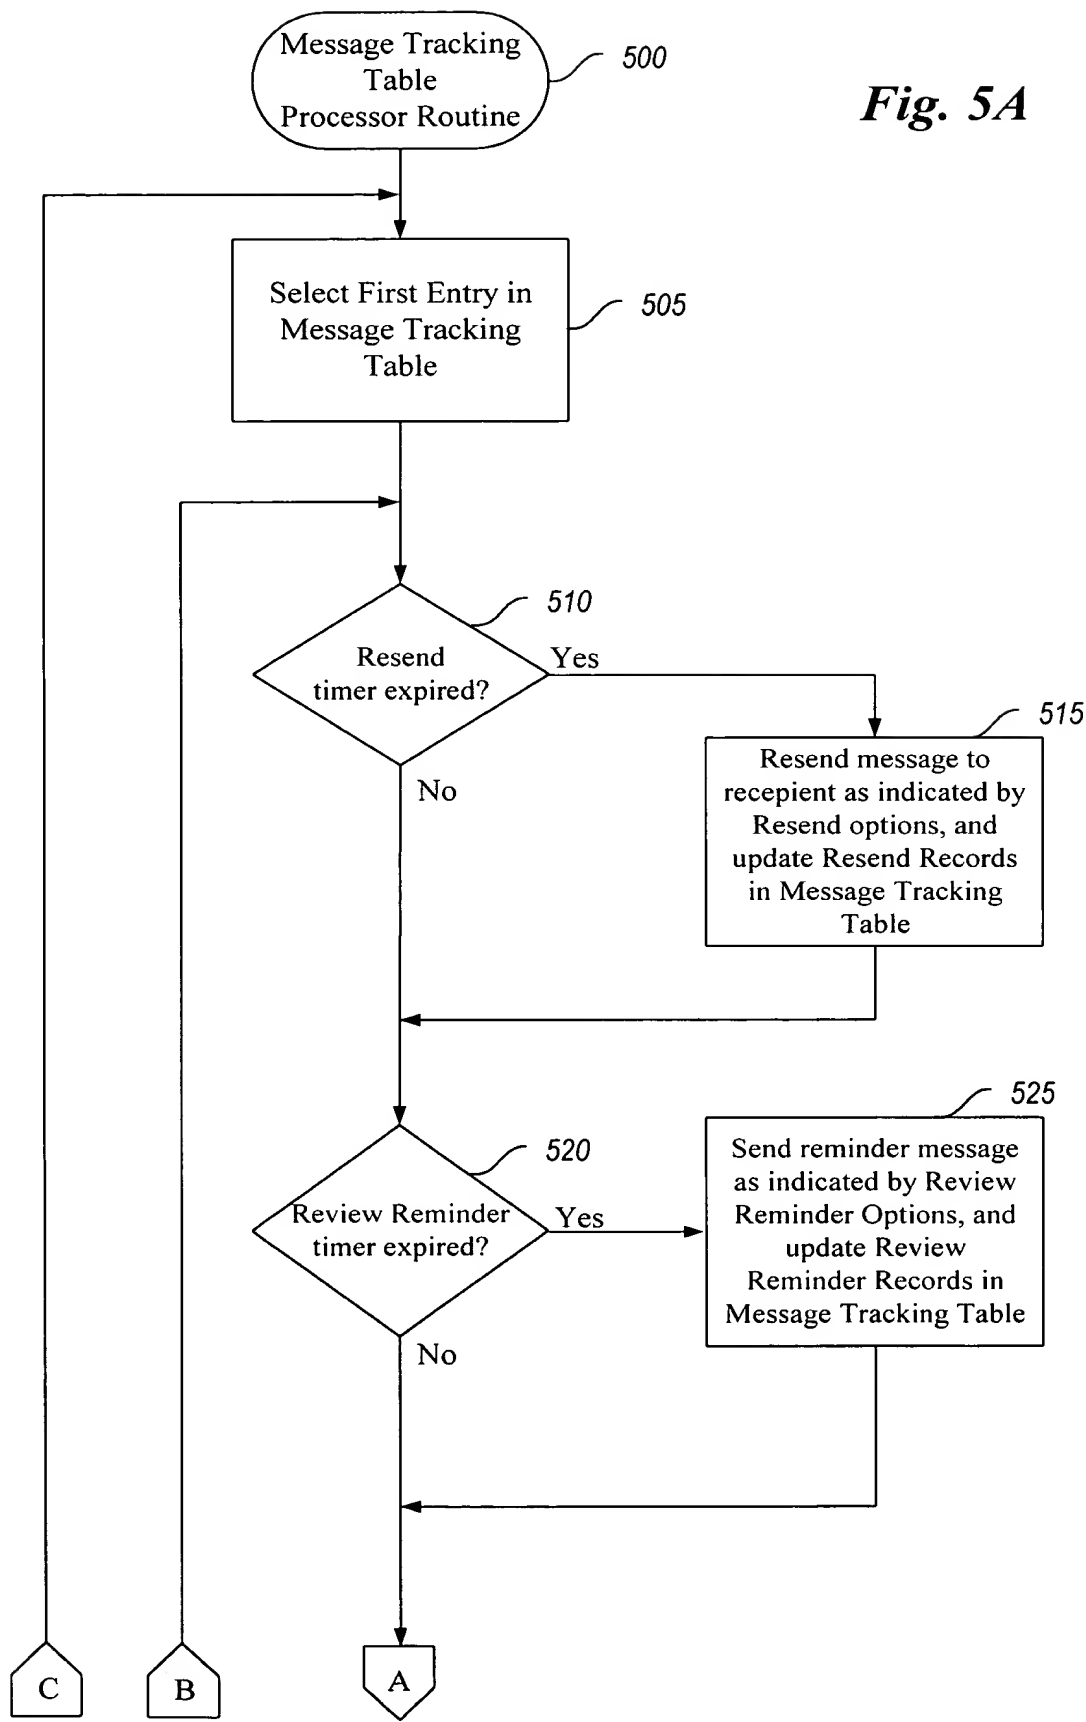 Message Tracking
Table
Processor Routine
500
Fig. 5A
Select First Entry in
Message Tracking
Table
505
510
Resend
timer expired?
Yes
No
515
Resend message to
recepient as indicated by
Resend options, and
update Resend Records
in Message Tracking
Table
520
Review Reminder
timer expired?
Yes
No
525
Send reminder message
as indicated by Review
Reminder Options, and
update Review
Reminder Records in
Message Tracking Table
C
B
A